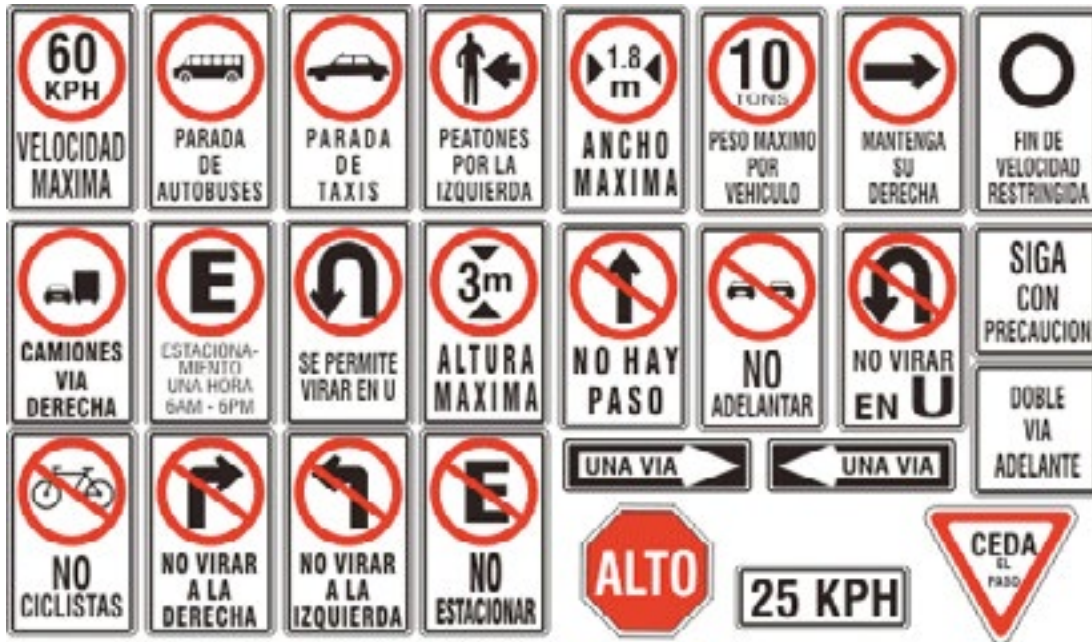 60
KPH
VELOCIDAD
MAXIMA
PARADA
DE
AUTOBUSES
PARADA
DE
TAXIS
PEATONES
POR LA
IZQUIERDA
1.8
m
ANCHO
MAXIMA
10
TONS
PESO MAXIMO
POR
VEHICULO
MANTENGA
SU
DERECHA
FIN DE
VELOCIDAD
RESTRINGIDA
CAMIONES
VIA
DERECHA
E
ESTACIONA-
MIENTO
UNA HORA
6AM - 6PM
SE PERMITE
VIRAR EN U
3m
ALTURA
MAXIMA
NO HAY
PASO
NO
ADELANTAR
NO VIRAR
EN U
SIGA
CON
PRECAUCION
DOBLE
VIA
ADELANTE
NO
CICLISTAS
NO VIRAR
A LA
DERECHA
NO VIRAR
A LA
IZQUIERDA
E
NO
ESTACIONAR
UNA VIA
UNA VIA
ALTO
25 KPH
CEDA
EL
PASO